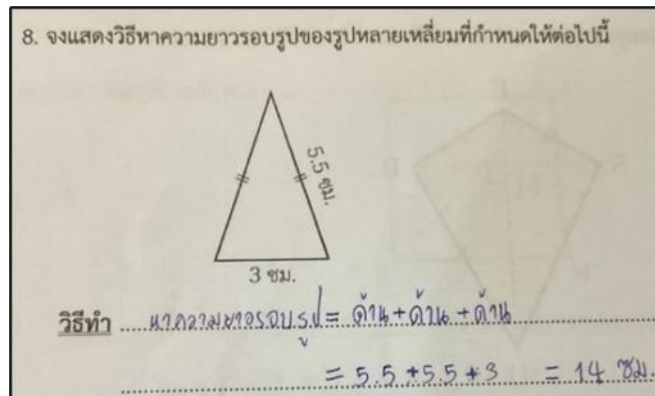 8. จงแสดงวิธีหาความยาวรอบรูปของรูปหลายเหลี่ยมที่กำหนดให้ต่อไปนี้
5.5 ซม.
3 ซม.
วิธีทำ หาความยาวรอบรูป = ด้าน + ด้าน + ด้าน
= 5.5 + 5.5 + 3 = 14 ซม.